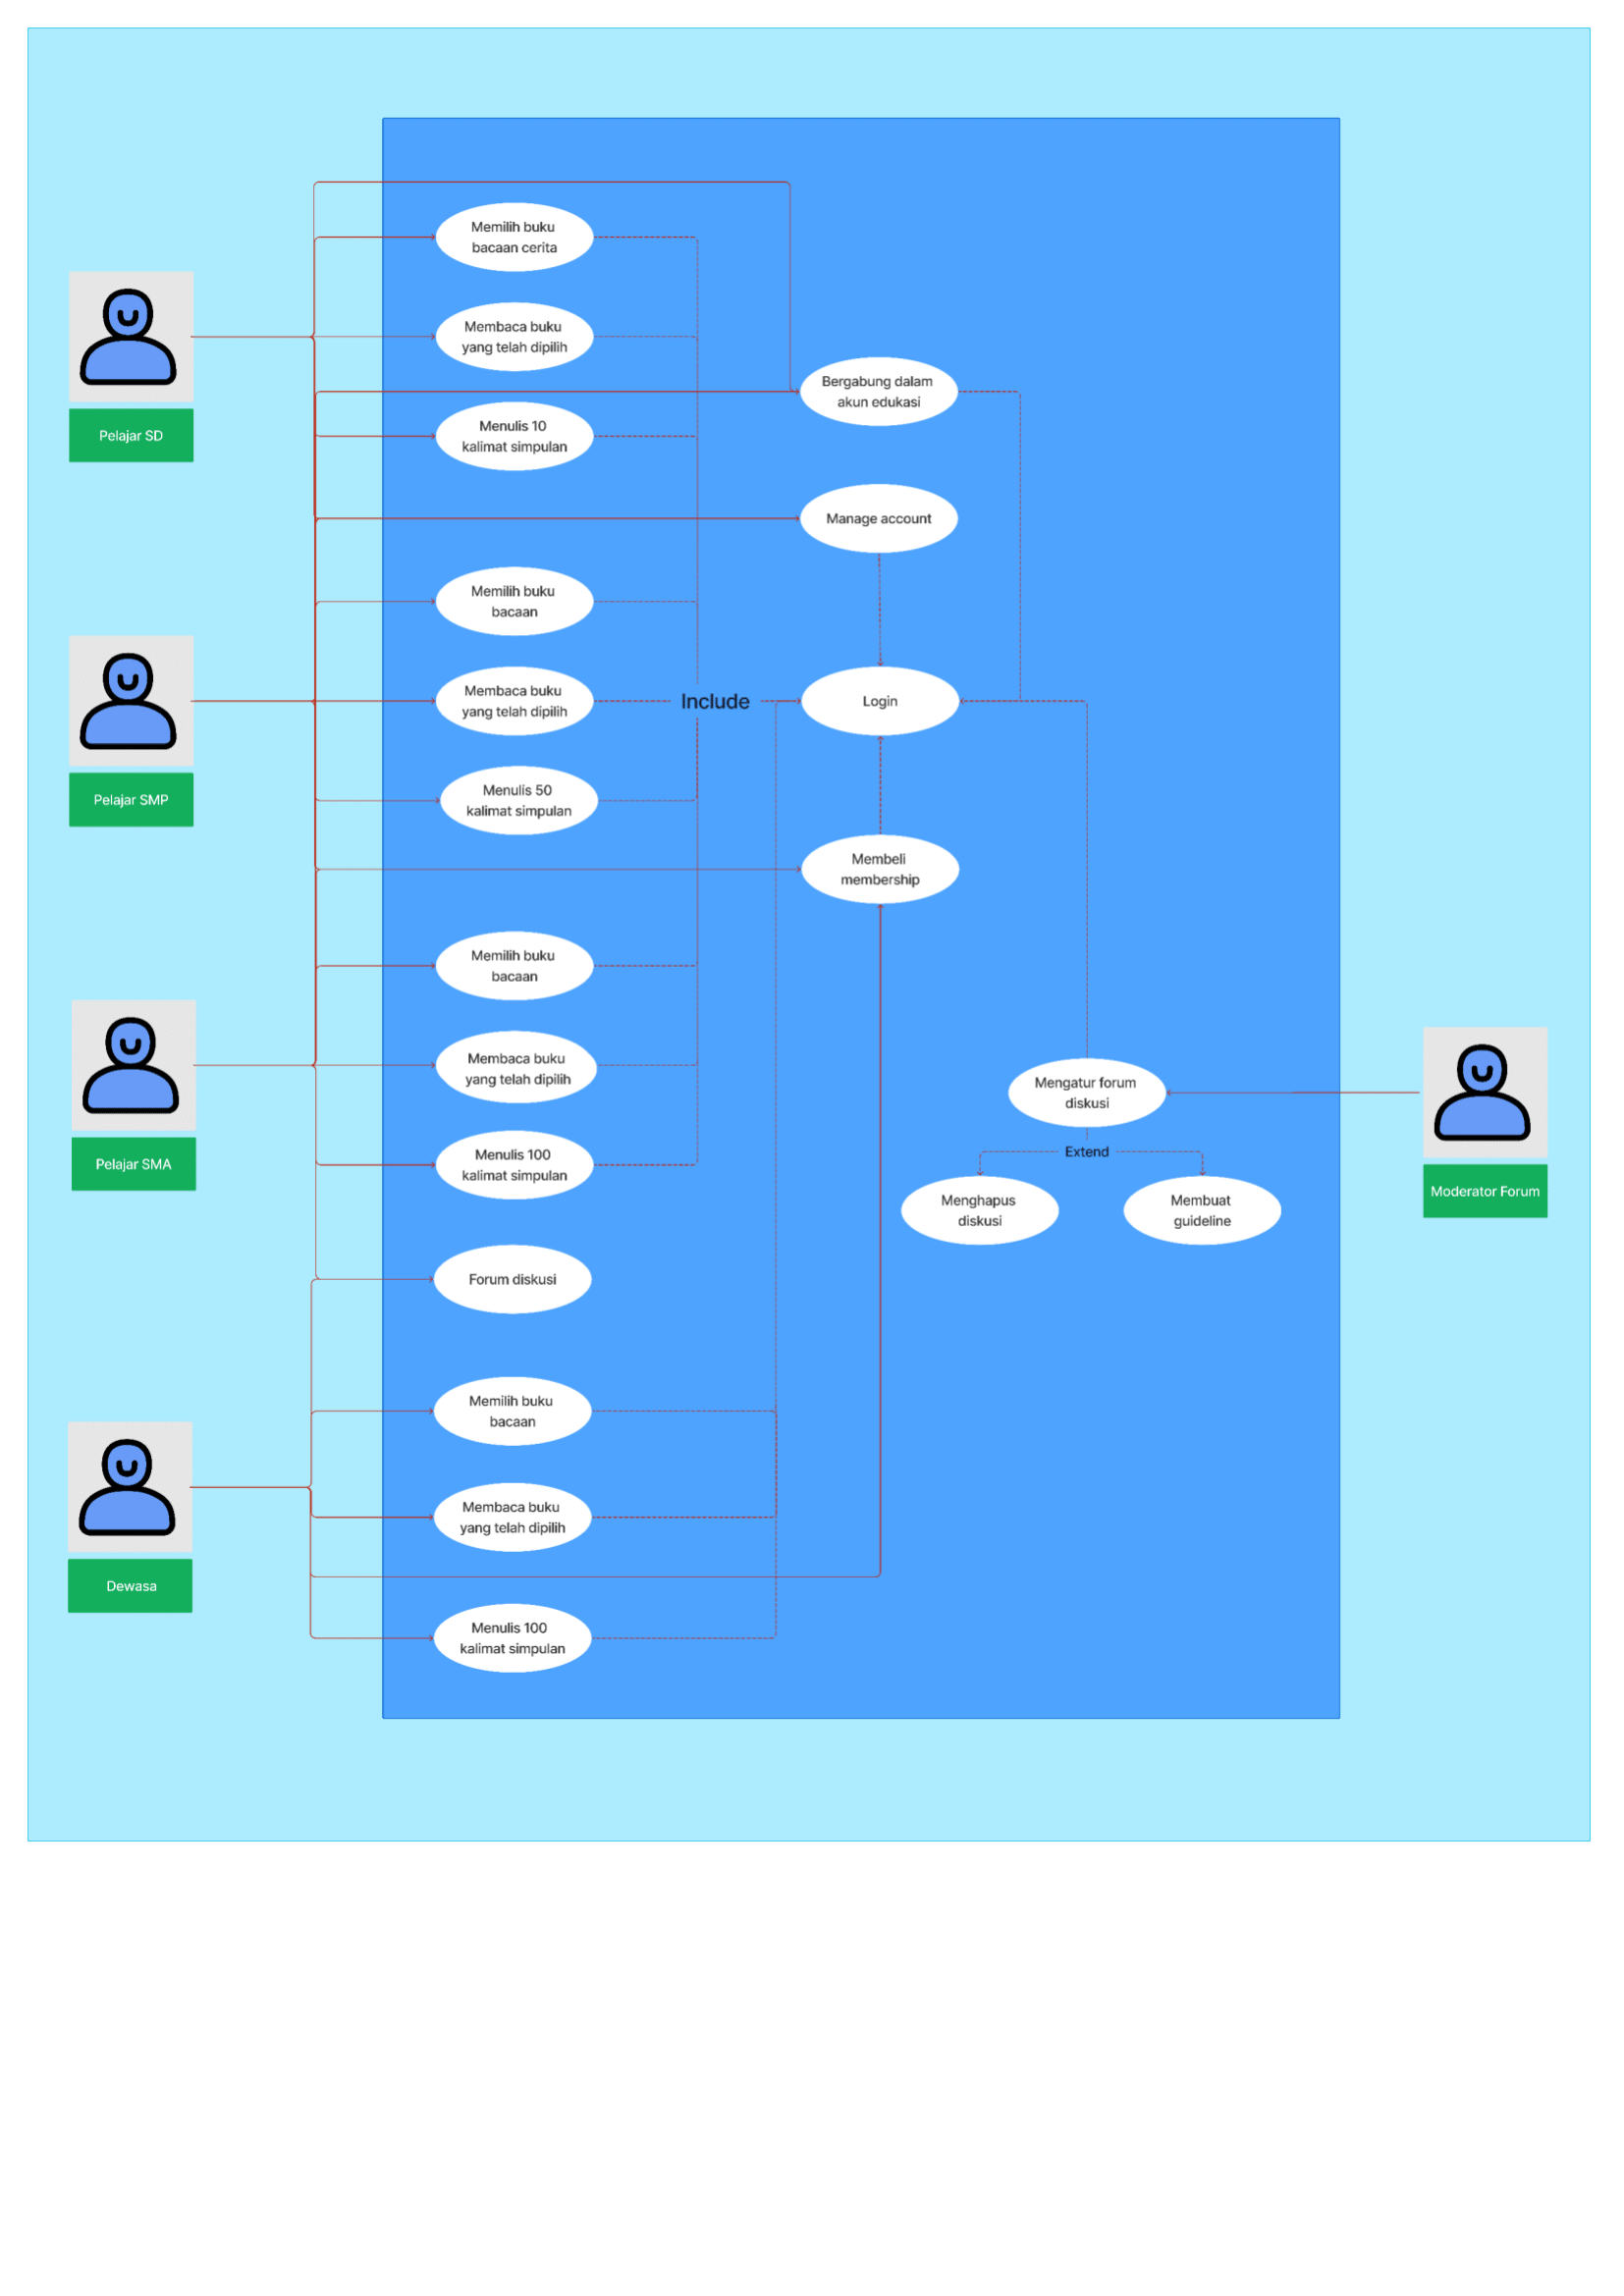 Memilih buku
bacaan cerita
Membaca buku
yang telah dipilih
Bergabung dalam
akun edukasi
Menulis 10
kalimat simpulan
Pelajar SD
Manage account
Memilih buku
bacaan
Membaca buku
yang telah dipilih
Include
Login
Menulis 50
kalimat simpulan
Pelajar SMP
Membeli
membership
Memilih buku
bacaan
Membaca buku
yang telah dipilih
Mengatur forum
diskusi
Menulis 100
kalimat simpulan
Pelajar SMA
Extend
Menghapus
diskusi
Membuat
guideline
Moderator Forum
Forum diskusi
Memilih buku
bacaan
Membaca buku
yang telah dipilih
Dewasa
Menulis 100
kalimat simpulan